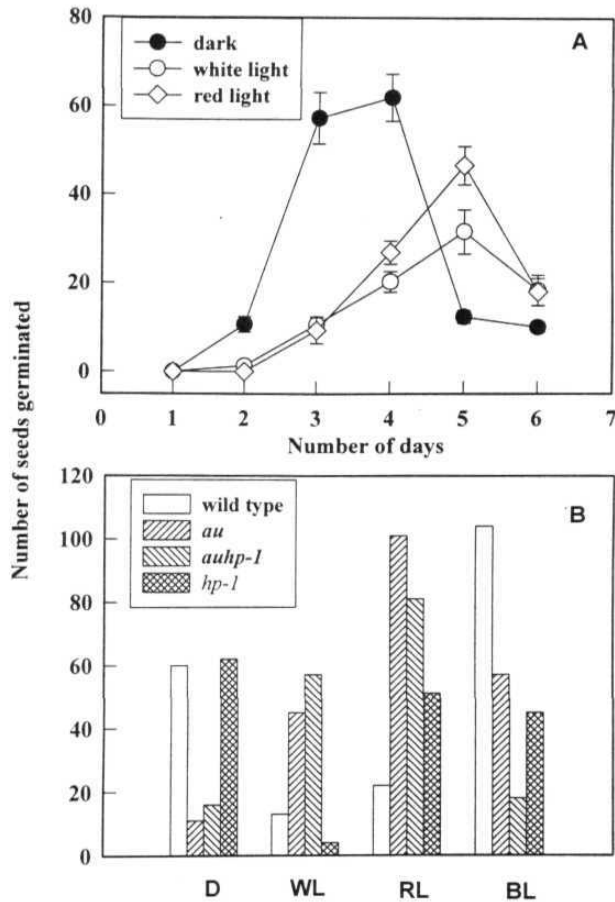 80
60
40
20
0
dark
white light
red light
A
0 1 2 3 4 5 6 7
Number of days
Number of seeds germinated
120
100
80
60
40
20
0
wild type
au
auhp-1
hp-1
B
D WL RL BL